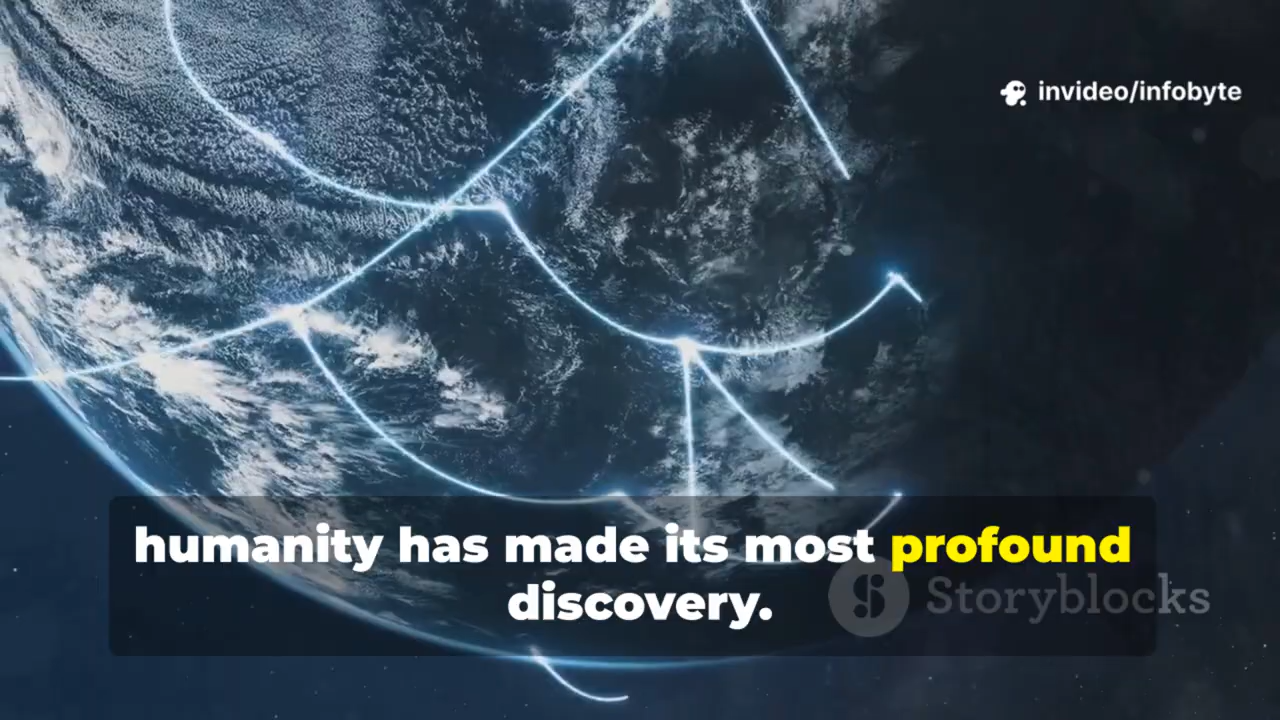 invideo/infobyte
humanity has made its most profound
discovery.
Storyblocks